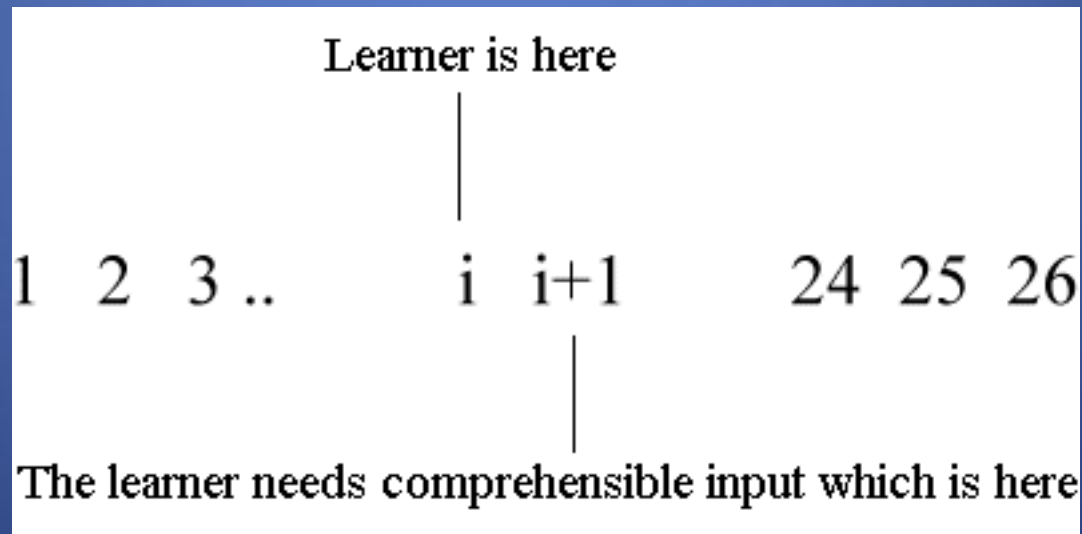 Learner is here
1 2 3 .. i i+1 24 25 26
The learner needs comprehensible input which is here